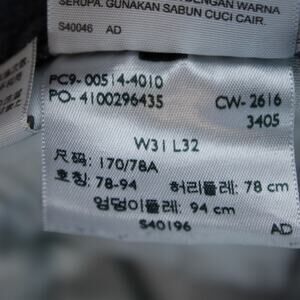 DENGAN WARNA
SERUPA. GUNAKAN SABUN CUCI CAIR.
S40046 AD
PC9-00514-4010
PO-4100296435 CW-2616
3405
W31 L32
尺码: 170/78A
호칭: 78-94 허리둘레: 78 cm
엉덩이둘레: 94 cm
S40196 AD